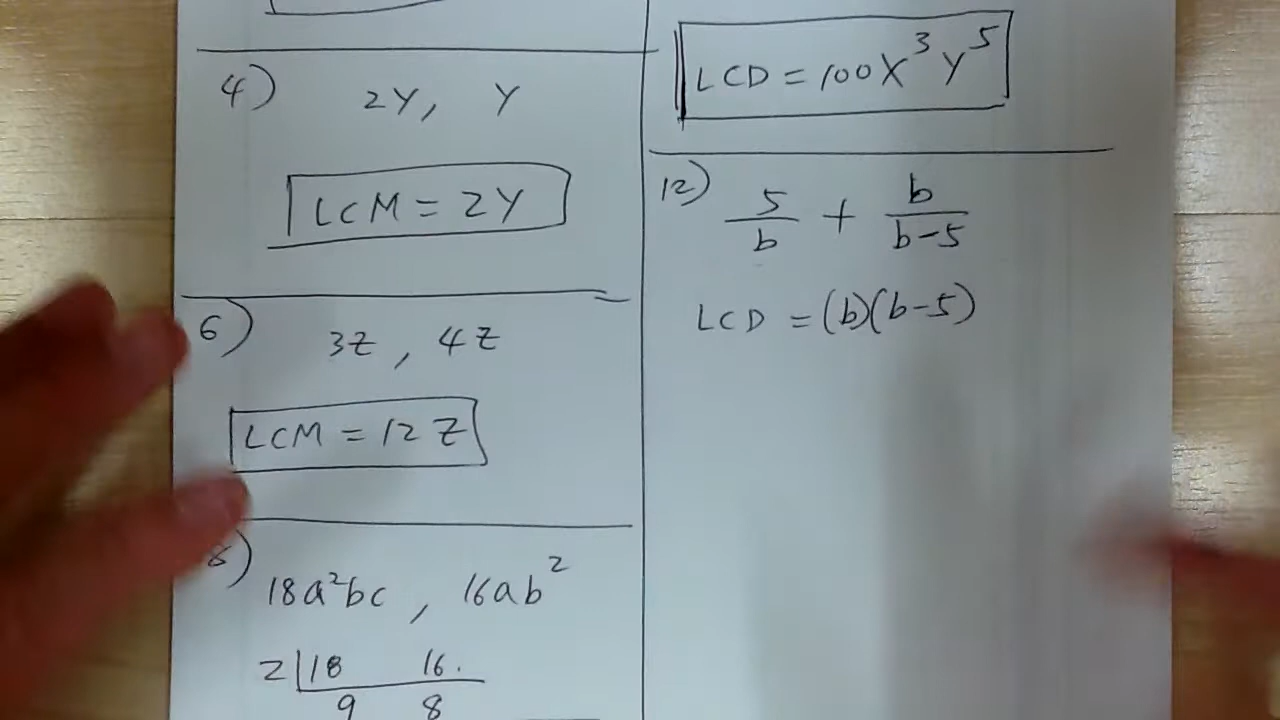 4) 2Y, Y
LCM = 2Y
6) 3Z, 4Z
LCM = 12Z
8) 18a²bc, 16ab²
2 18 16.
9 8
LCD = 100X³Y⁵
12) 5/b + b/b-5
LCD = (b)(b-5)